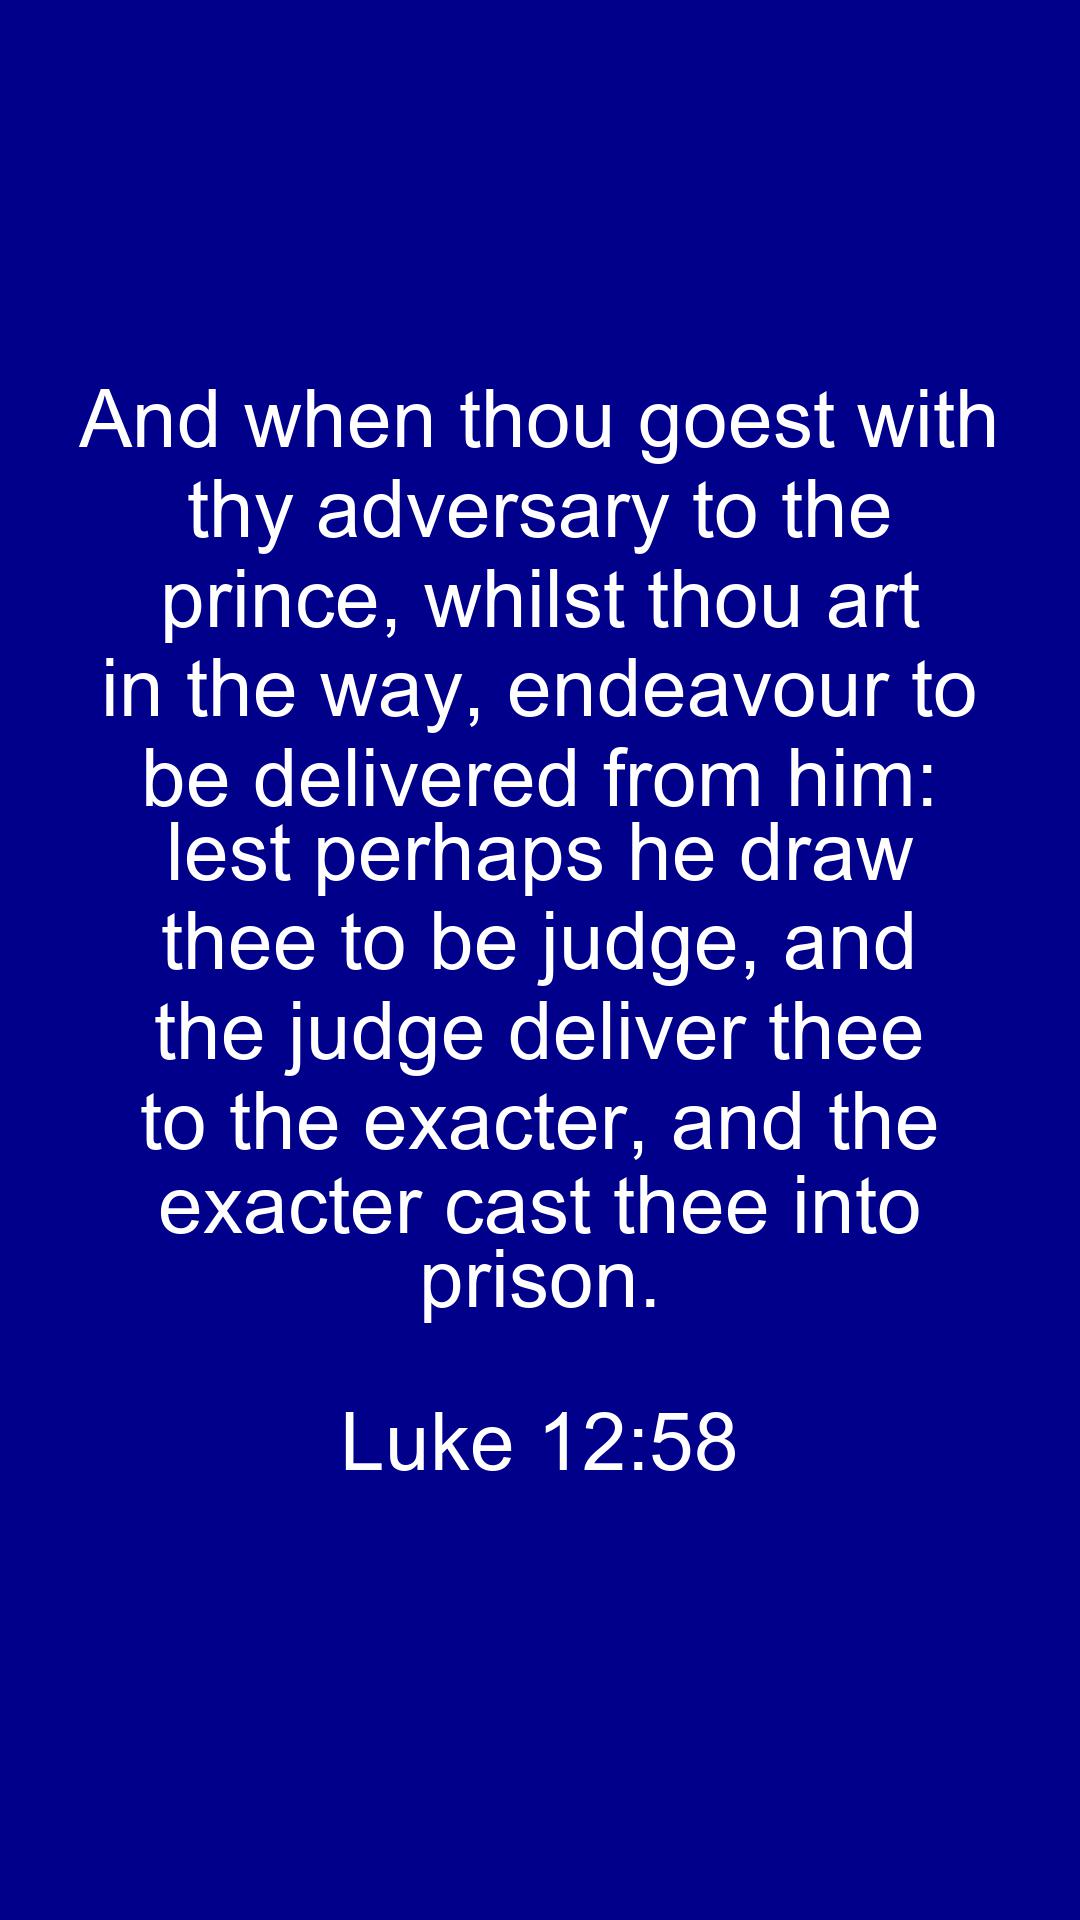 And when thou goest with
thy adversary to the
prince, whilst thou art
in the way, endeavour to
be delivered from him:
lest perhaps he draw
thee to be judge, and
the judge deliver thee
to the exacter, and the
exacter cast thee into
prison.
Luke 12:58